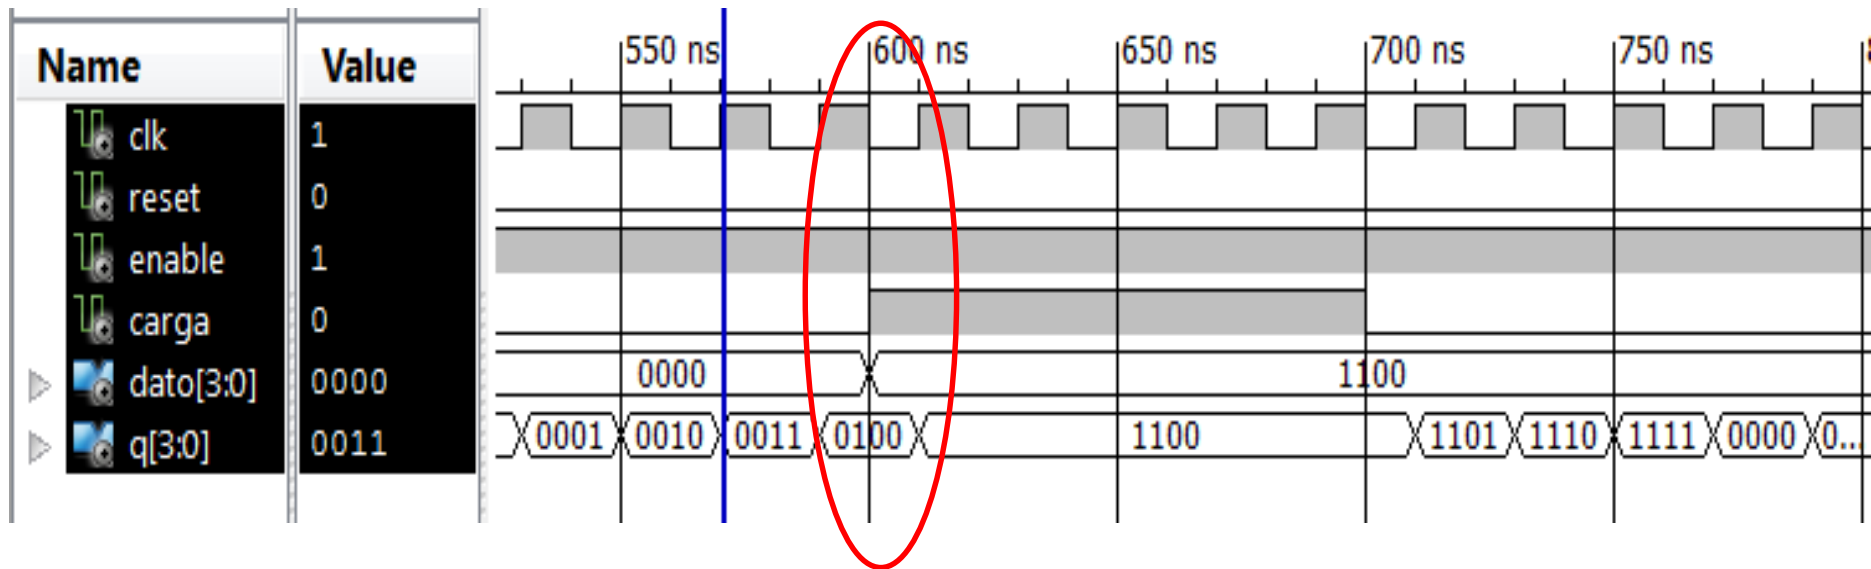 Name Value 550 ns 600 ns 650 ns 700 ns 750 ns
clk 1
reset 0
enable 1
carga 0
dato[3:0] 0000 0000 1100
q[3:0] 0011 0001 0010 0011 0100 1100 1101 1110 1111 0000 0...